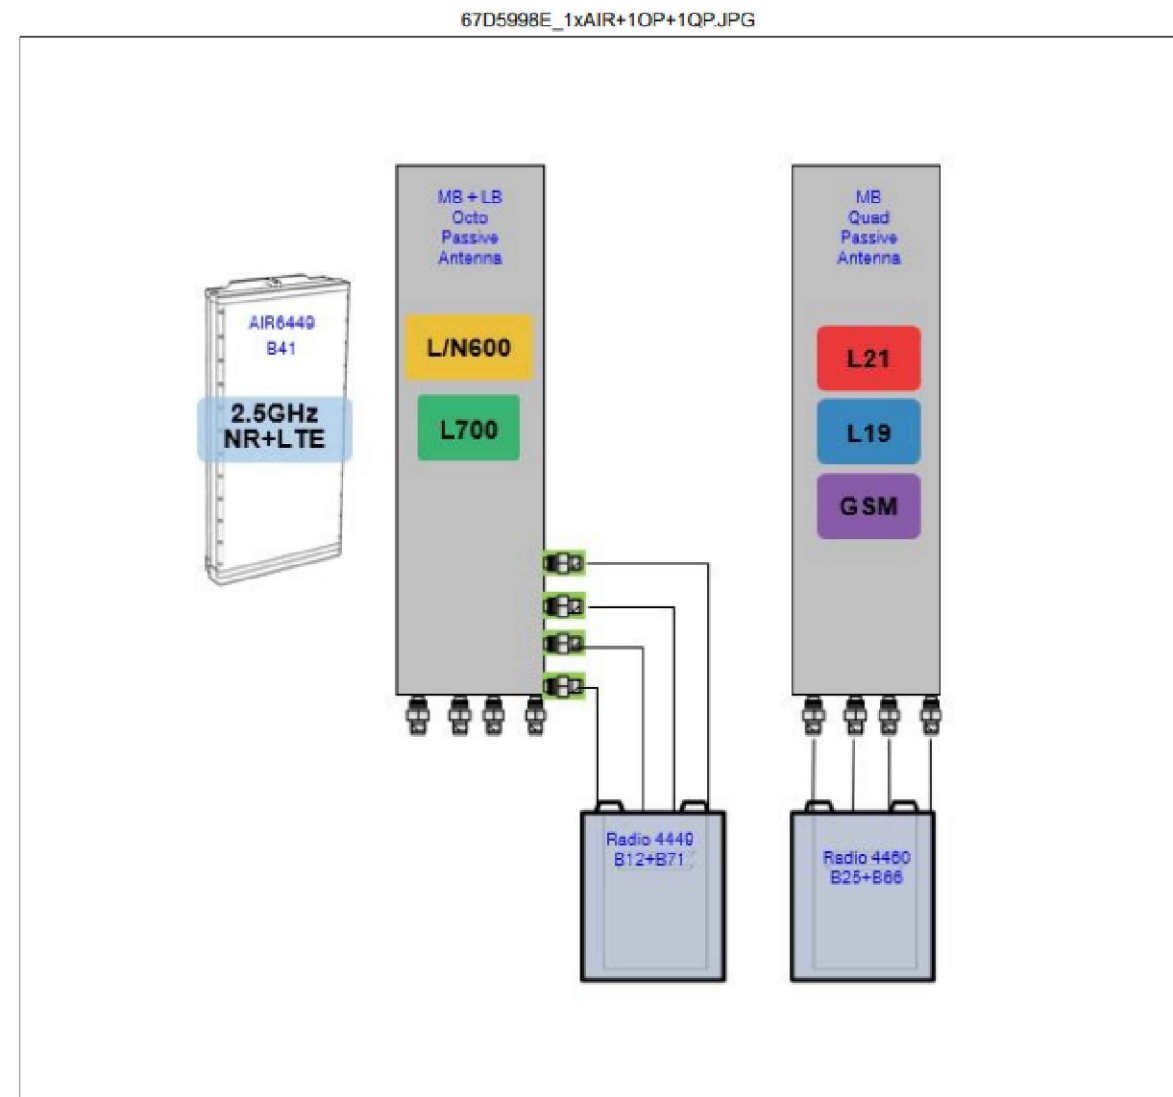 67D5998E_1xAIR+1OP+1QP.JPG
AIR6449
B41
2.5GHz
NR+LTE
MB + LB
Octo
Passive
Antenna
L/N600
L700
MB
Quad
Passive
Antenna
L21
L19
GSM
Radio 4449
B12+B71
Radio 4460
B25+B66